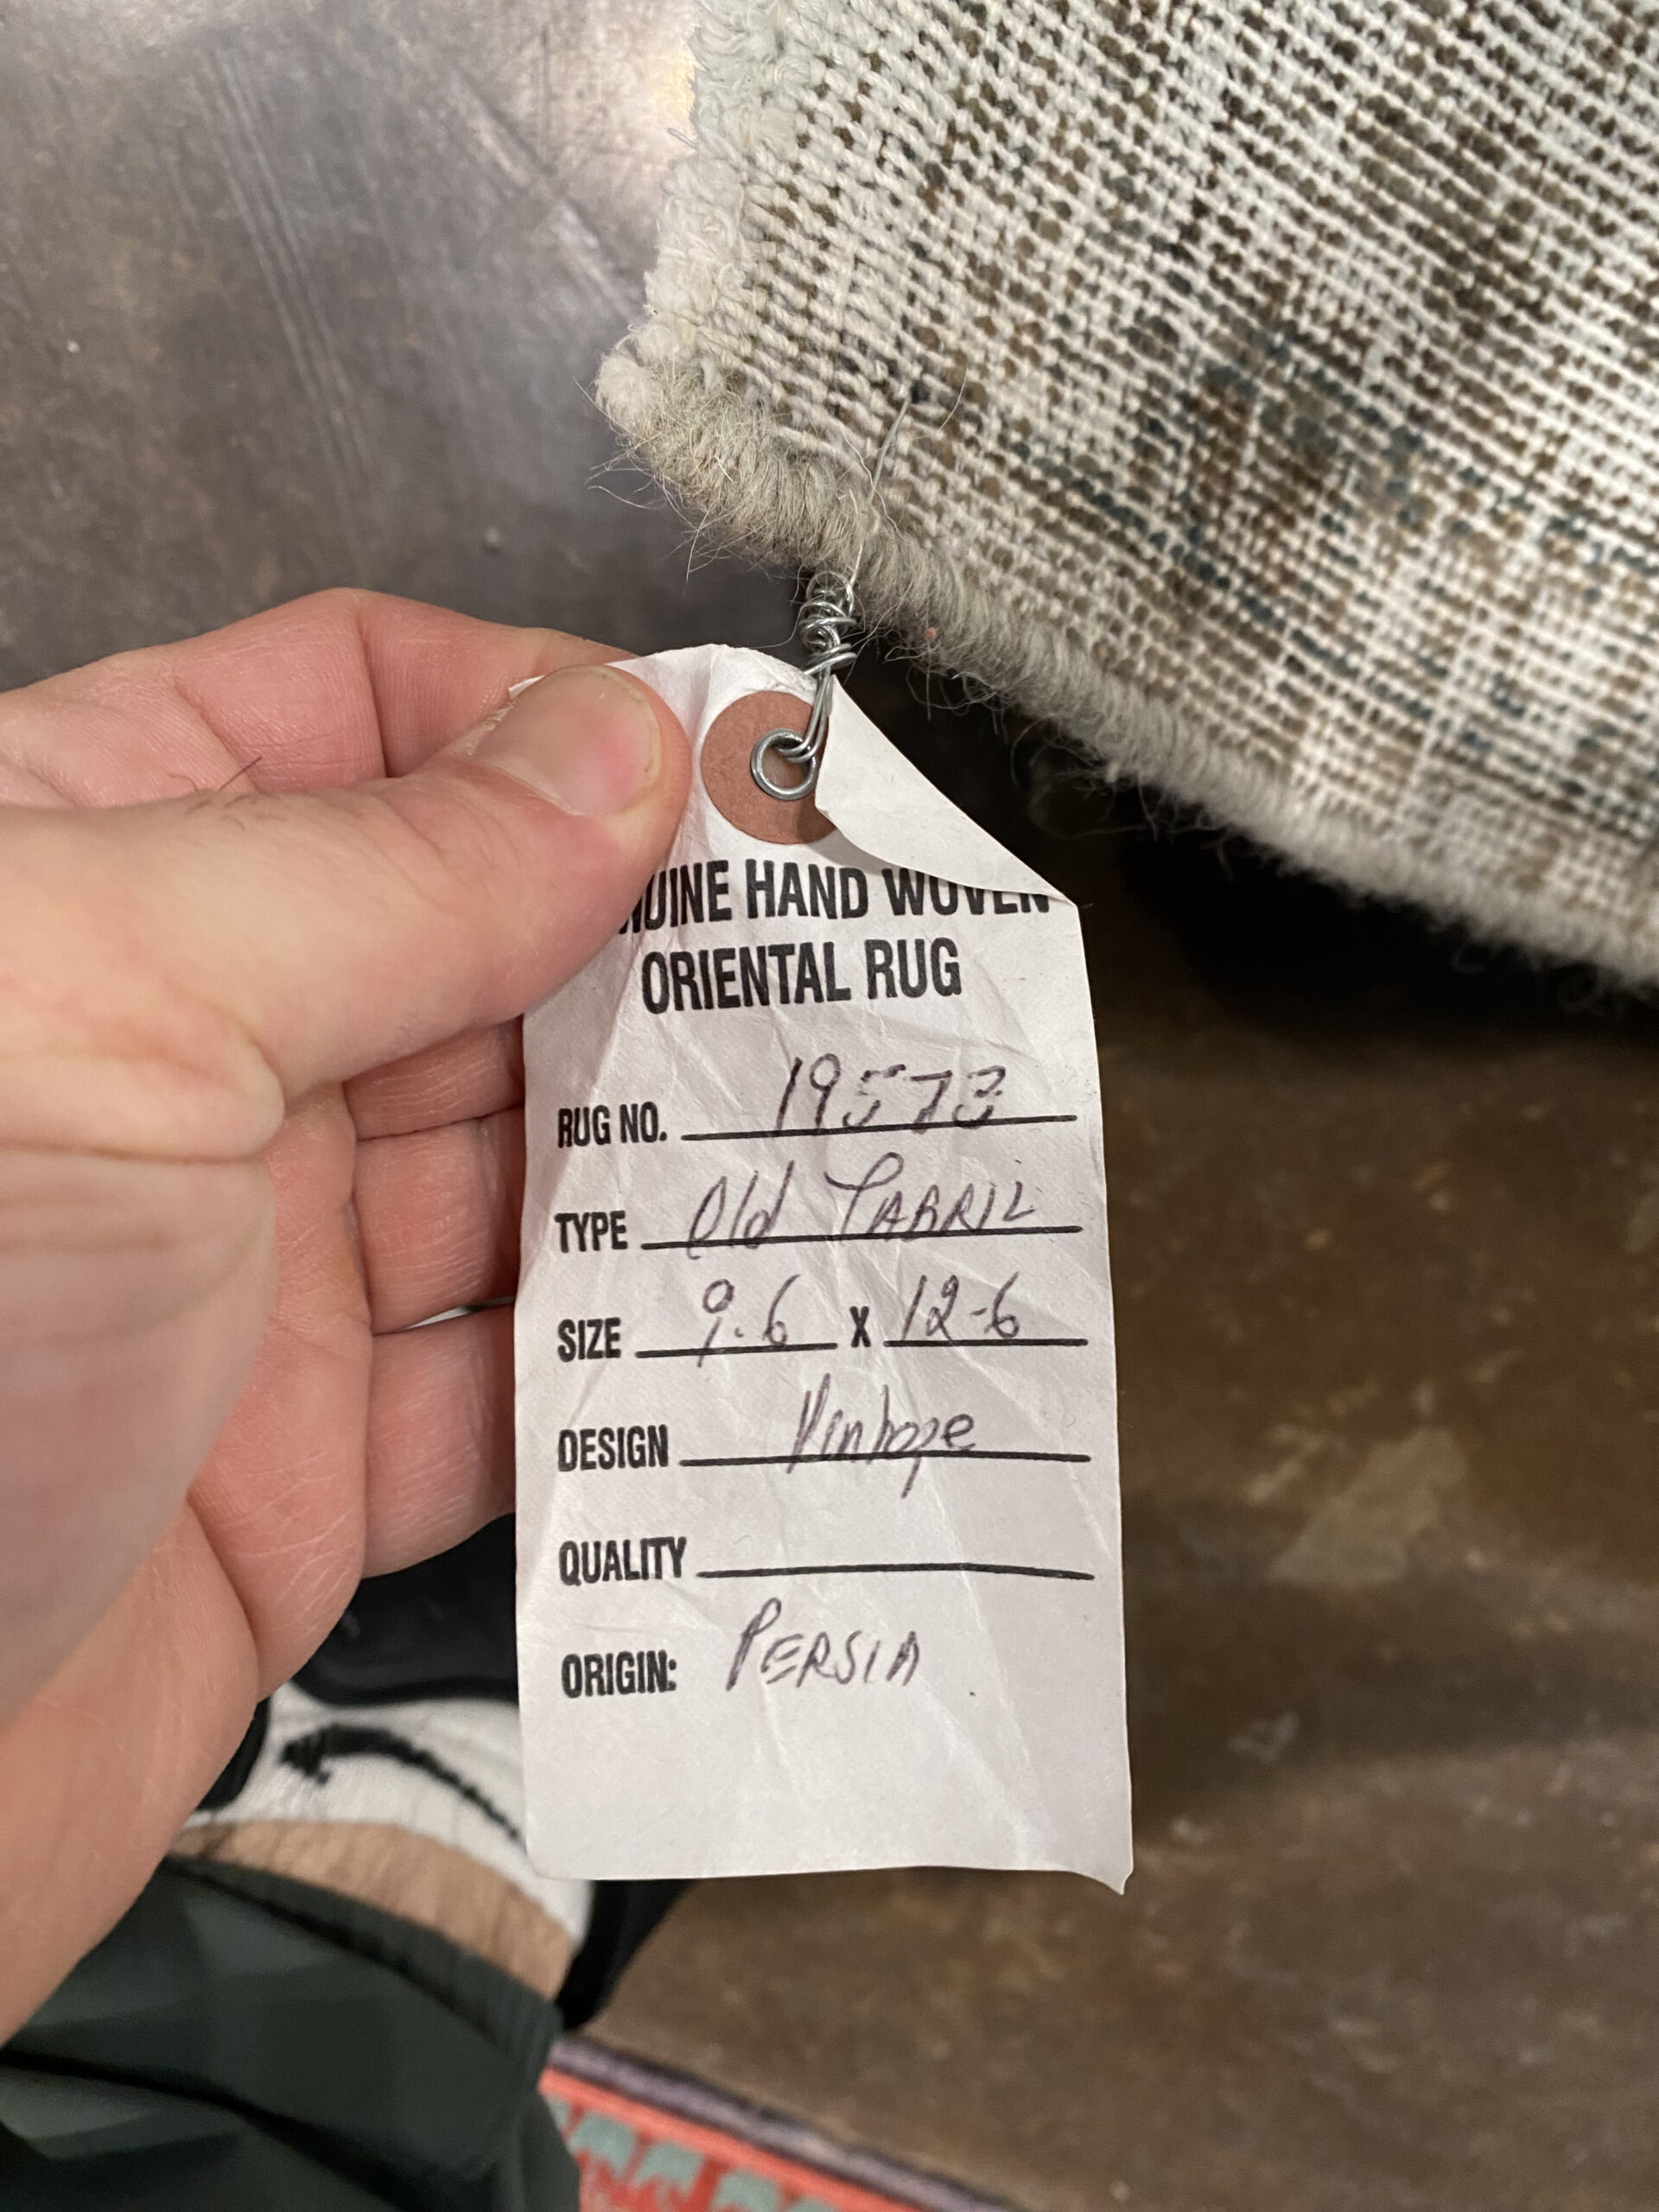 NUINE HAND WOVEN
ORIENTAL RUG
RUG NO. 19573
TYPE Old TABRIZ
SIZE 9.6 X 12-6
DESIGN Vintage
QUALITY
ORIGIN: PERSIA